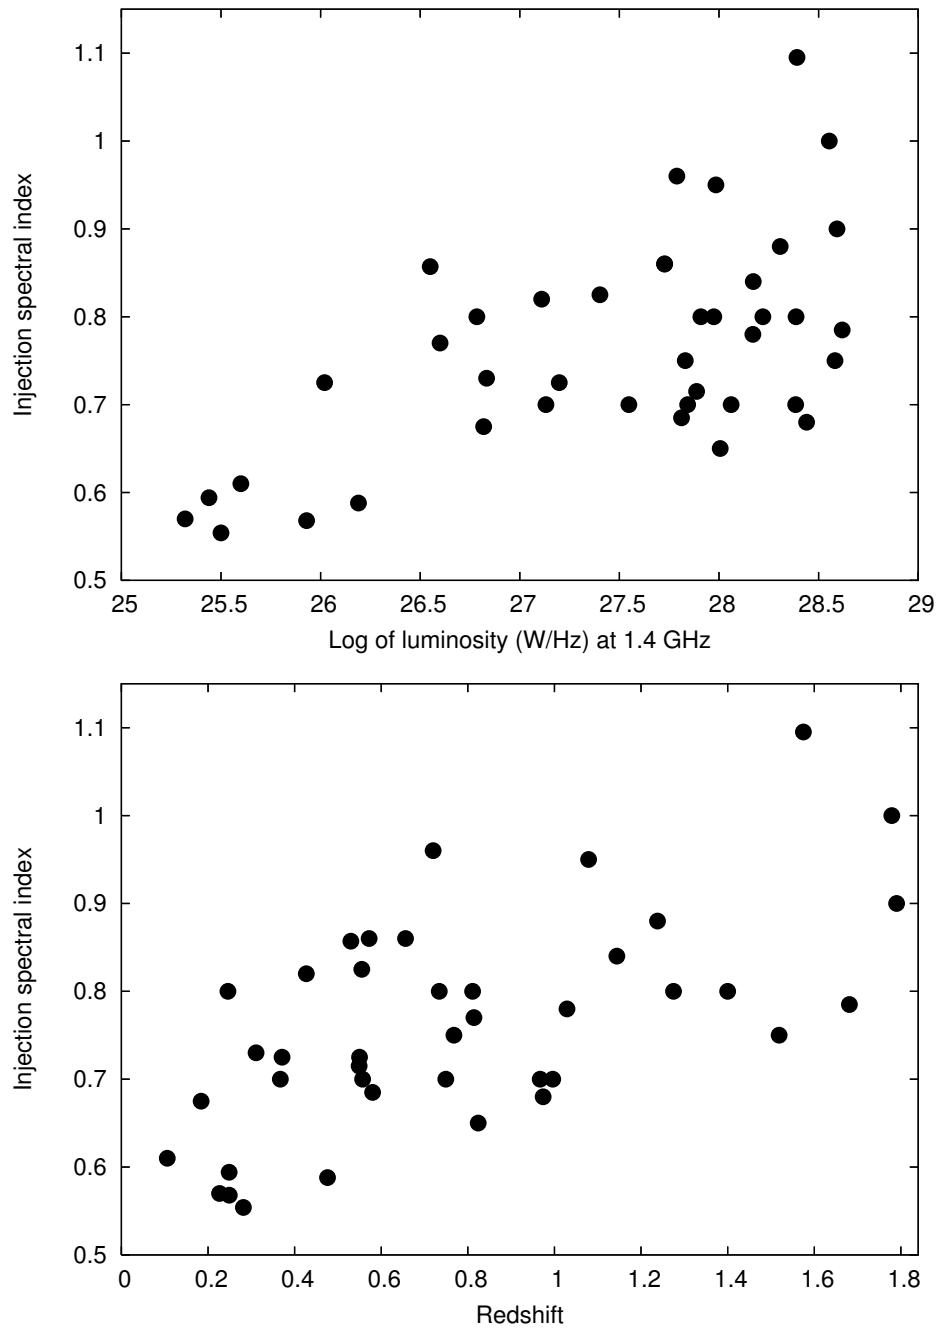 1.1
1
0.9
0.8
0.7
0.6
0.5
Injection spectral index
25 25.5 26 26.5 27 27.5 28 28.5 29
Log of luminosity (W/Hz) at 1.4 GHz
1.1
1
0.9
0.8
0.7
0.6
0.5
Injection spectral index
0 0.2 0.4 0.6 0.8 1 1.2 1.4 1.6 1.8
Redshift